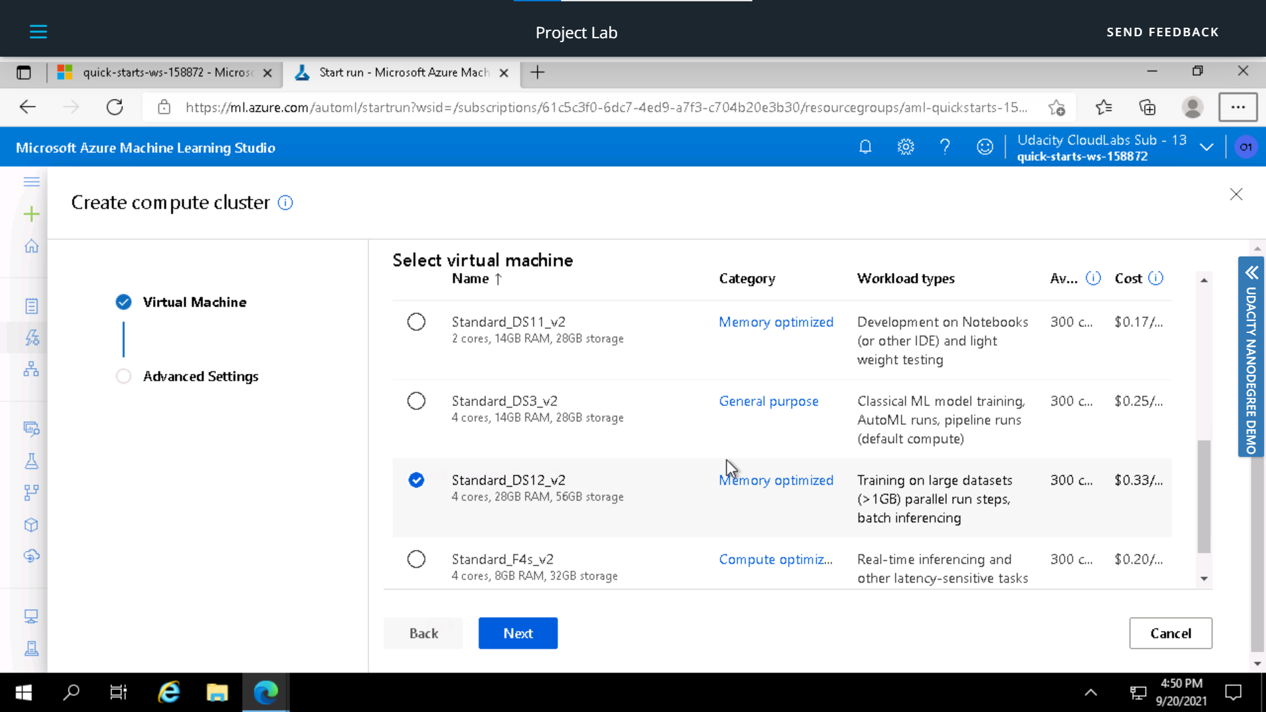 Project Lab
SEND FEEDBACK
quick-starts-ws-158872 - Micros
Start run - Microsoft Azure Mach
https://ml.azure.com/automl/startrun?wsid=/subscriptions/61c5c3f0-6dc7-4ed9-a7f3-c704b20e3b30/resourcegroups/aml-quickstarts-15...
Microsoft Azure Machine Learning Studio
Udacity CloudLabs Sub - 13
quick-starts-ws-158872
O1
Create compute cluster
Virtual Machine
Advanced Settings
Select virtual machine
Name ↑ Category Workload types Av... Cost
Standard_DS11_v2 Memory optimized Development on Notebooks 300 c... $0.17/...
2 cores, 14GB RAM, 28GB storage (or other IDE) and light
weight testing
Standard_DS3_v2 General purpose Classical ML model training, 300 c... $0.25/...
4 cores, 14GB RAM, 28GB storage AutoML runs, pipeline runs
(default compute)
Standard_DS12_v2 Memory optimized Training on large datasets 300 c... $0.33/...
4 cores, 28GB RAM, 56GB storage (>1GB) parallel run steps,
batch inferencing
Standard_F4s_v2 Compute optimiz... Real-time inferencing and 300 c... $0.20/...
4 cores, 8GB RAM, 32GB storage other latency-sensitive tasks
Back
Next
Cancel
UDACITY NANODEGREE DEMO
4:50 PM
9/20/2021